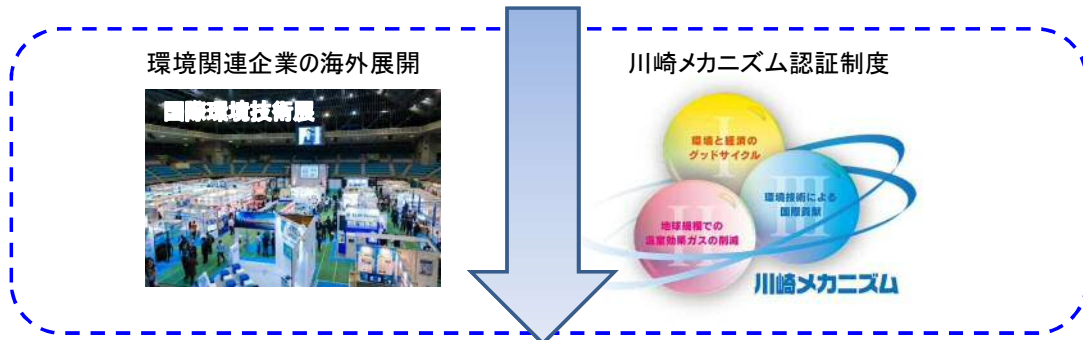 環境関連企業の海外展開
川崎メカニズム認証制度
国際環境技術展
I
環境と経済の
グッドサイクル
II
地球規模での
温室効果ガスの削減
III
環境技術による
国際貢献
川崎メカニズム